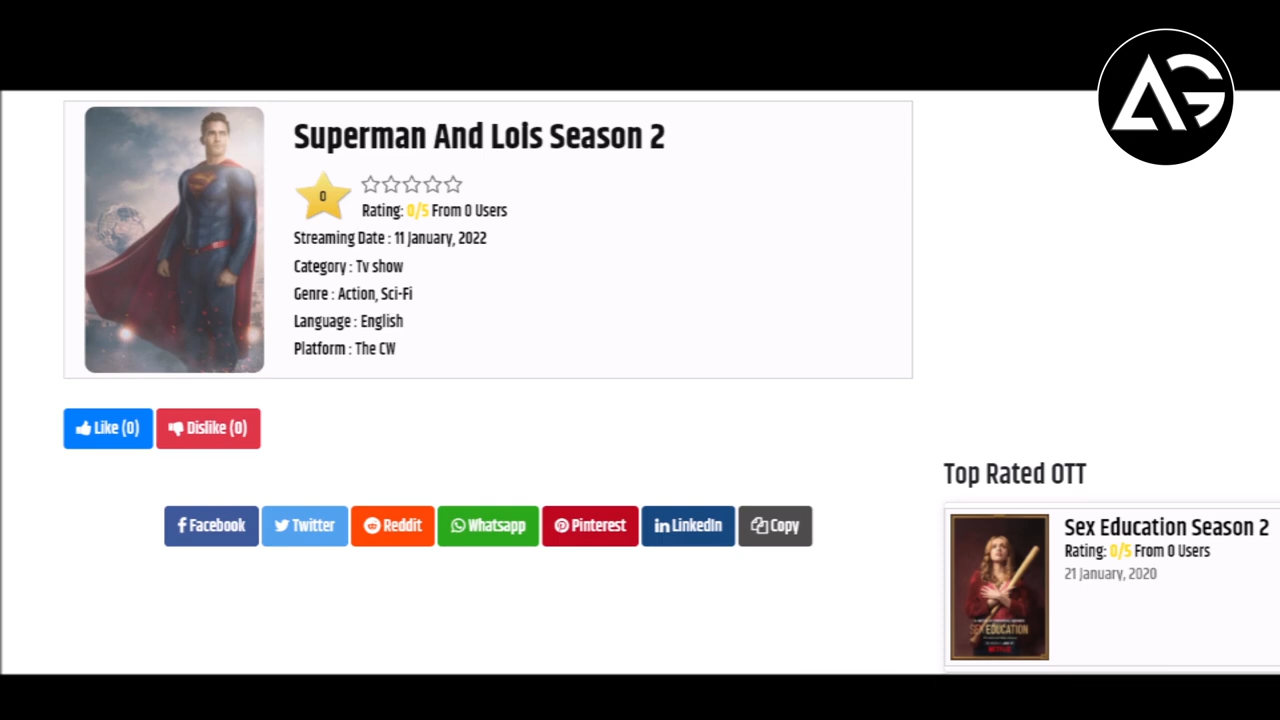 AG
Superman And Lols Season 2
0
Rating: 0/5 From 0 Users
Streaming Date : 11 January, 2022
Category : Tv show
Genre : Action, Sci-Fi
Language : English
Platform : The CW
Like (0) Dislike (0)
Top Rated OTT
Facebook Twitter Reddit Whatsapp Pinterest LinkedIn Copy
Sex Education Season 2
Rating: 0/5 From 0 Users
21 January, 2020
SEX EDUCATION
NETFLIX